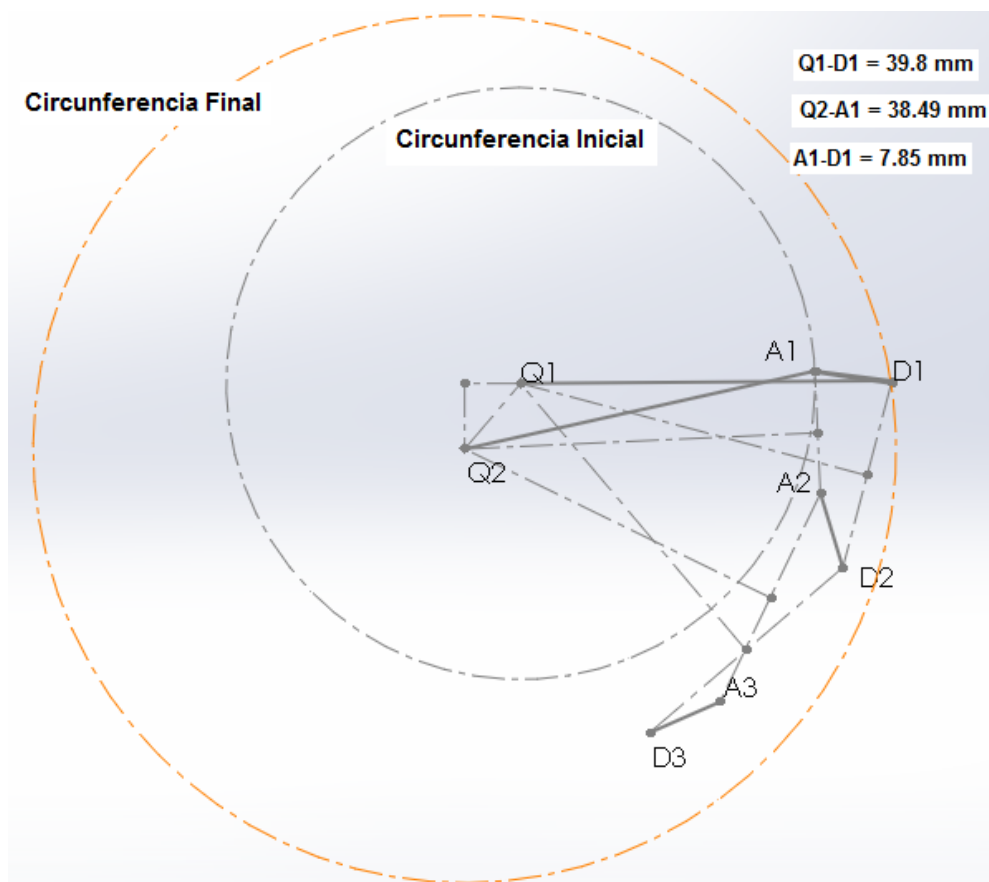 Q1-D1 = 39.8 mm
Circunferencia Final
Q2-A1 = 38.49 mm
Circunferencia Inicial
A1-D1 = 7.85 mm
A1
Q1
D1
Q2
A2
D2
A3
D3